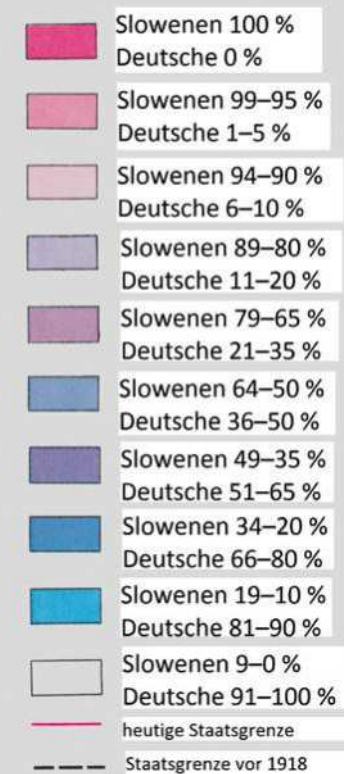 Slowenen 100 %
Deutsche 0 %
Slowenen 99–95 %
Deutsche 1–5 %
Slowenen 94–90 %
Deutsche 6–10 %
Slowenen 89–80 %
Deutsche 11–20 %
Slowenen 79–65 %
Deutsche 21–35 %
Slowenen 64–50 %
Deutsche 36–50 %
Slowenen 49–35 %
Deutsche 51–65 %
Slowenen 34–20 %
Deutsche 66–80 %
Slowenen 19–10 %
Deutsche 81–90 %
Slowenen 9–0 %
Deutsche 91–100 %
heutige Staatsgrenze
Staatsgrenze vor 1918